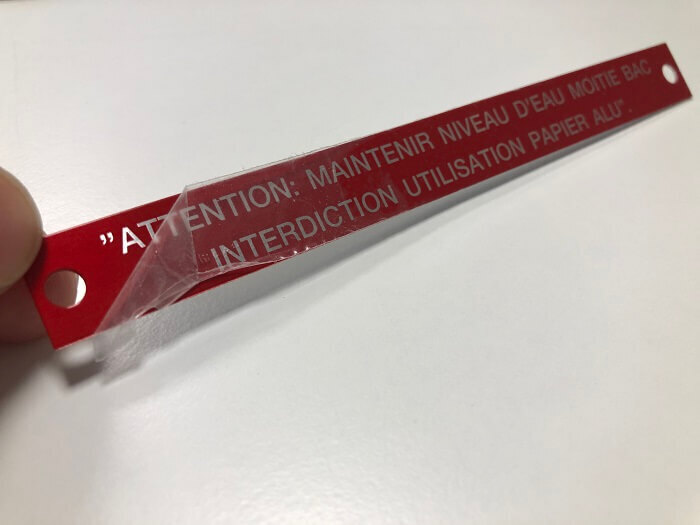 "ATTENTION: MAINTENIR NIVEAU D'EAU MOITIE BAC
INTERDICTION UTILISATION PAPIER ALU".